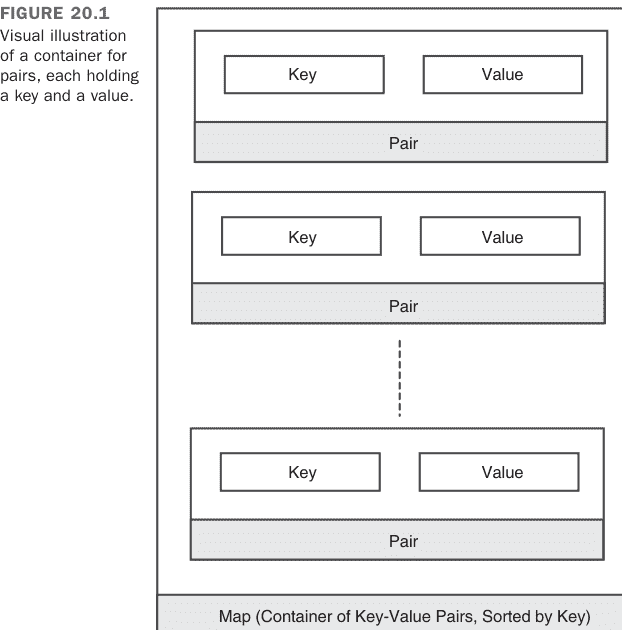 FIGURE 20.1
Visual illustration
of a container for
pairs, each holding
a key and a value.
Key Value
Pair
Key Value
Pair
Key Value
Pair
Map (Container of Key-Value Pairs, Sorted by Key)